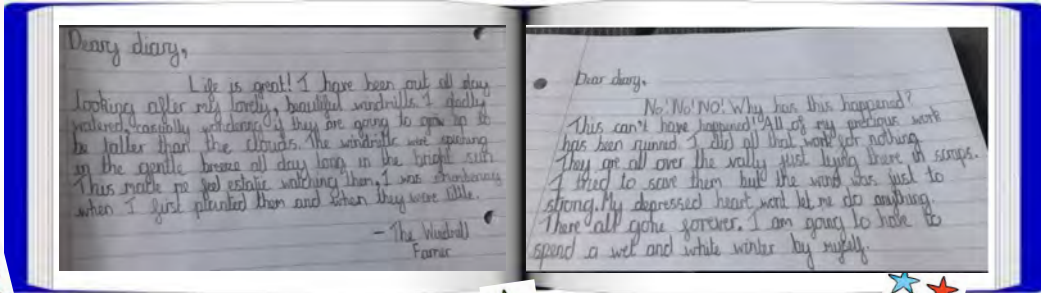 Deary diary,
Life is great! I have been out all day
looking after my lovely, beautiful windmills. I gladly
watered, casually wondering if they are going to grow up to
be taller than the clouds. The windmills were spinning
in the gentle breeze all day long in the bright sun
This made me feel estatic watching them, I was
when I first planted them and when they were little.
- The Windmill
Farmer
Dear diary,
No! No! No! Why has this happened?
This can't have happened! All of my precious work
has been ruined. I did all that work for nothing
They are all over the vally just lying there in scraps.
I tried to save them but the wind was just to
strong. My depressed heart wont let me do anything.
There all gone forever. I am going to have to
spend a wet and white winter by myself.